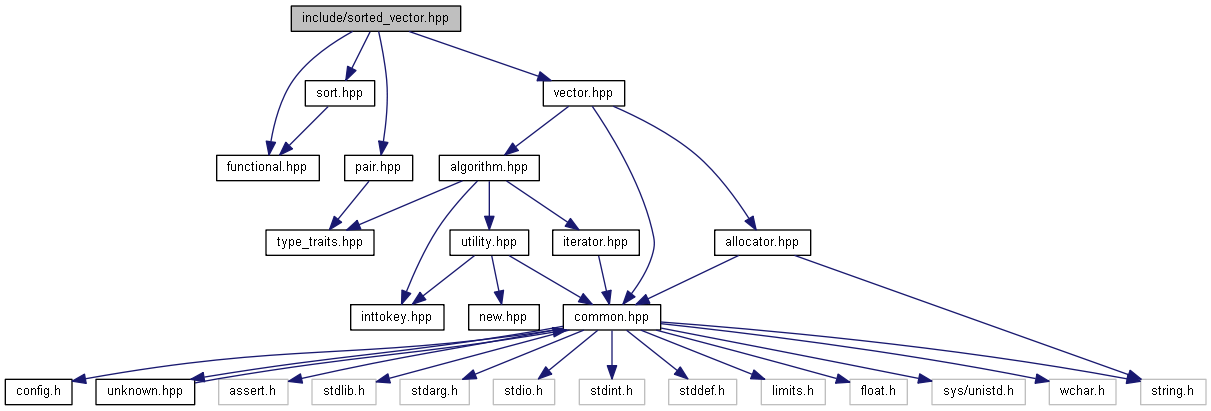 include/sorted_vector.hpp
sort.hpp
vector.hpp
functional.hpp
pair.hpp
algorithm.hpp
type_traits.hpp
utility.hpp
iterator.hpp
allocator.hpp
inttokey.hpp
new.hpp
common.hpp
config.h
unknown.hpp
assert.h
stdlib.h
stdarg.h
stdio.h
stdint.h
stddef.h
limits.h
float.h
sys/unistd.h
wchar.h
string.h